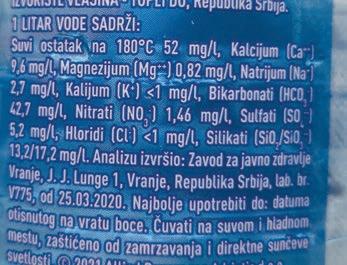 IZVORIŠTE VLASINA - TOPLI DO, Republika Srbija.
1 LITAR VODE SADRŽI:
Suvi ostatak na 180°C 52 mg/L, Kalcijum (Ca⁺⁺)
9,6 mg/L, Magnezijum (Mg⁺⁺) 0,82 mg/L, Natrijum (Na⁺)
2,7 mg/L, Kalijum (K⁺) <1 mg/L, Bikarbonati (HCO₃⁻)
42,7 mg/L, Nitrati (NO₃⁻) 1,46 mg/L, Sulfati (SO₄⁻⁻)
5,2 mg/L, Hloridi (Cl⁻) <1 mg/L, Silikati (SiO₂/SiO₃⁻)
13,2/17,2 mg/L. Analizu izvršio: Zavod za javno zdravlje
Vranje, J. J. Lunge 1, Vranje, Republika Srbija, lab. br.
V775, od 25.03.2020. Najbolje upotrebiti do: datuma
otisnutog na vratu boce. Čuvati na suvom i hladnom
mestu, zaštićeno od zamrzavanja i direktne sunčeve
svetlosti. © 2021